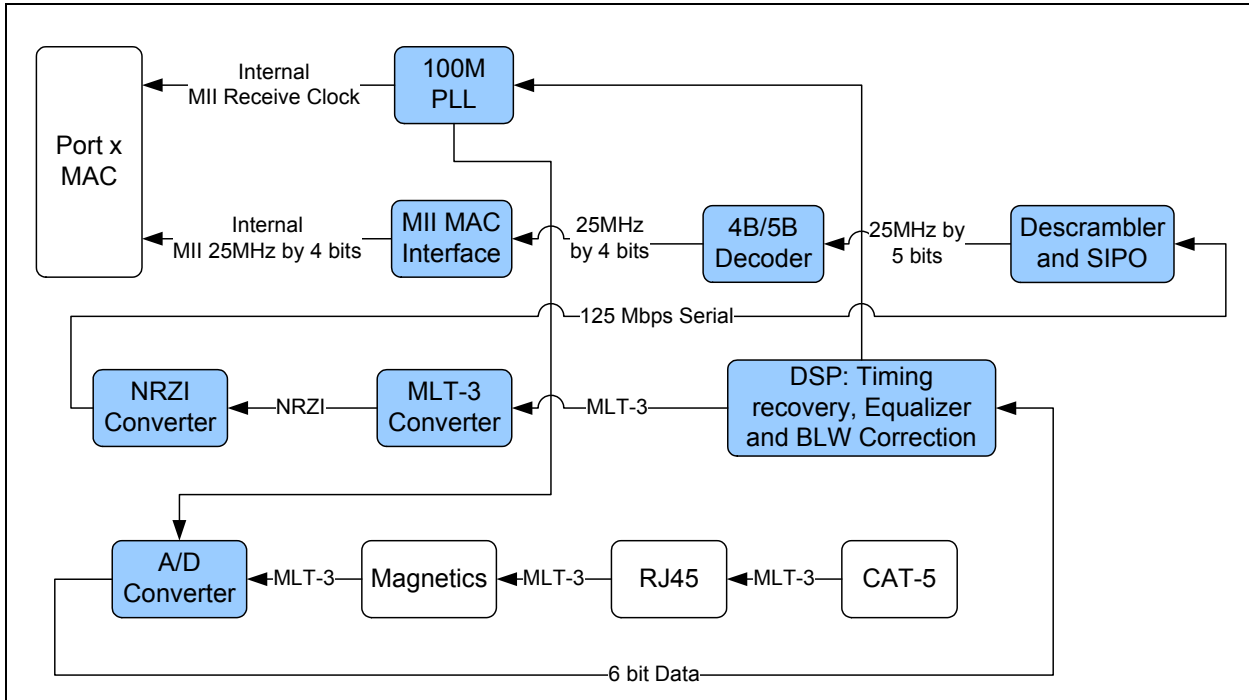 Internal
MII Receive Clock
100M
PLL
Port x
MAC
Internal
MII 25MHz by 4 bits
MII MAC
Interface
25MHz
by 4 bits
4B/5B
Decoder
25MHz by
5 bits
Descrambler
and SIPO
125 Mbps Serial
NRZI
Converter
NRZI
MLT-3
Converter
MLT-3
DSP: Timing
recovery, Equalizer
and BLW Correction
A/D
Converter
MLT-3
Magnetics
MLT-3
RJ45
MLT-3
CAT-5
6 bit Data